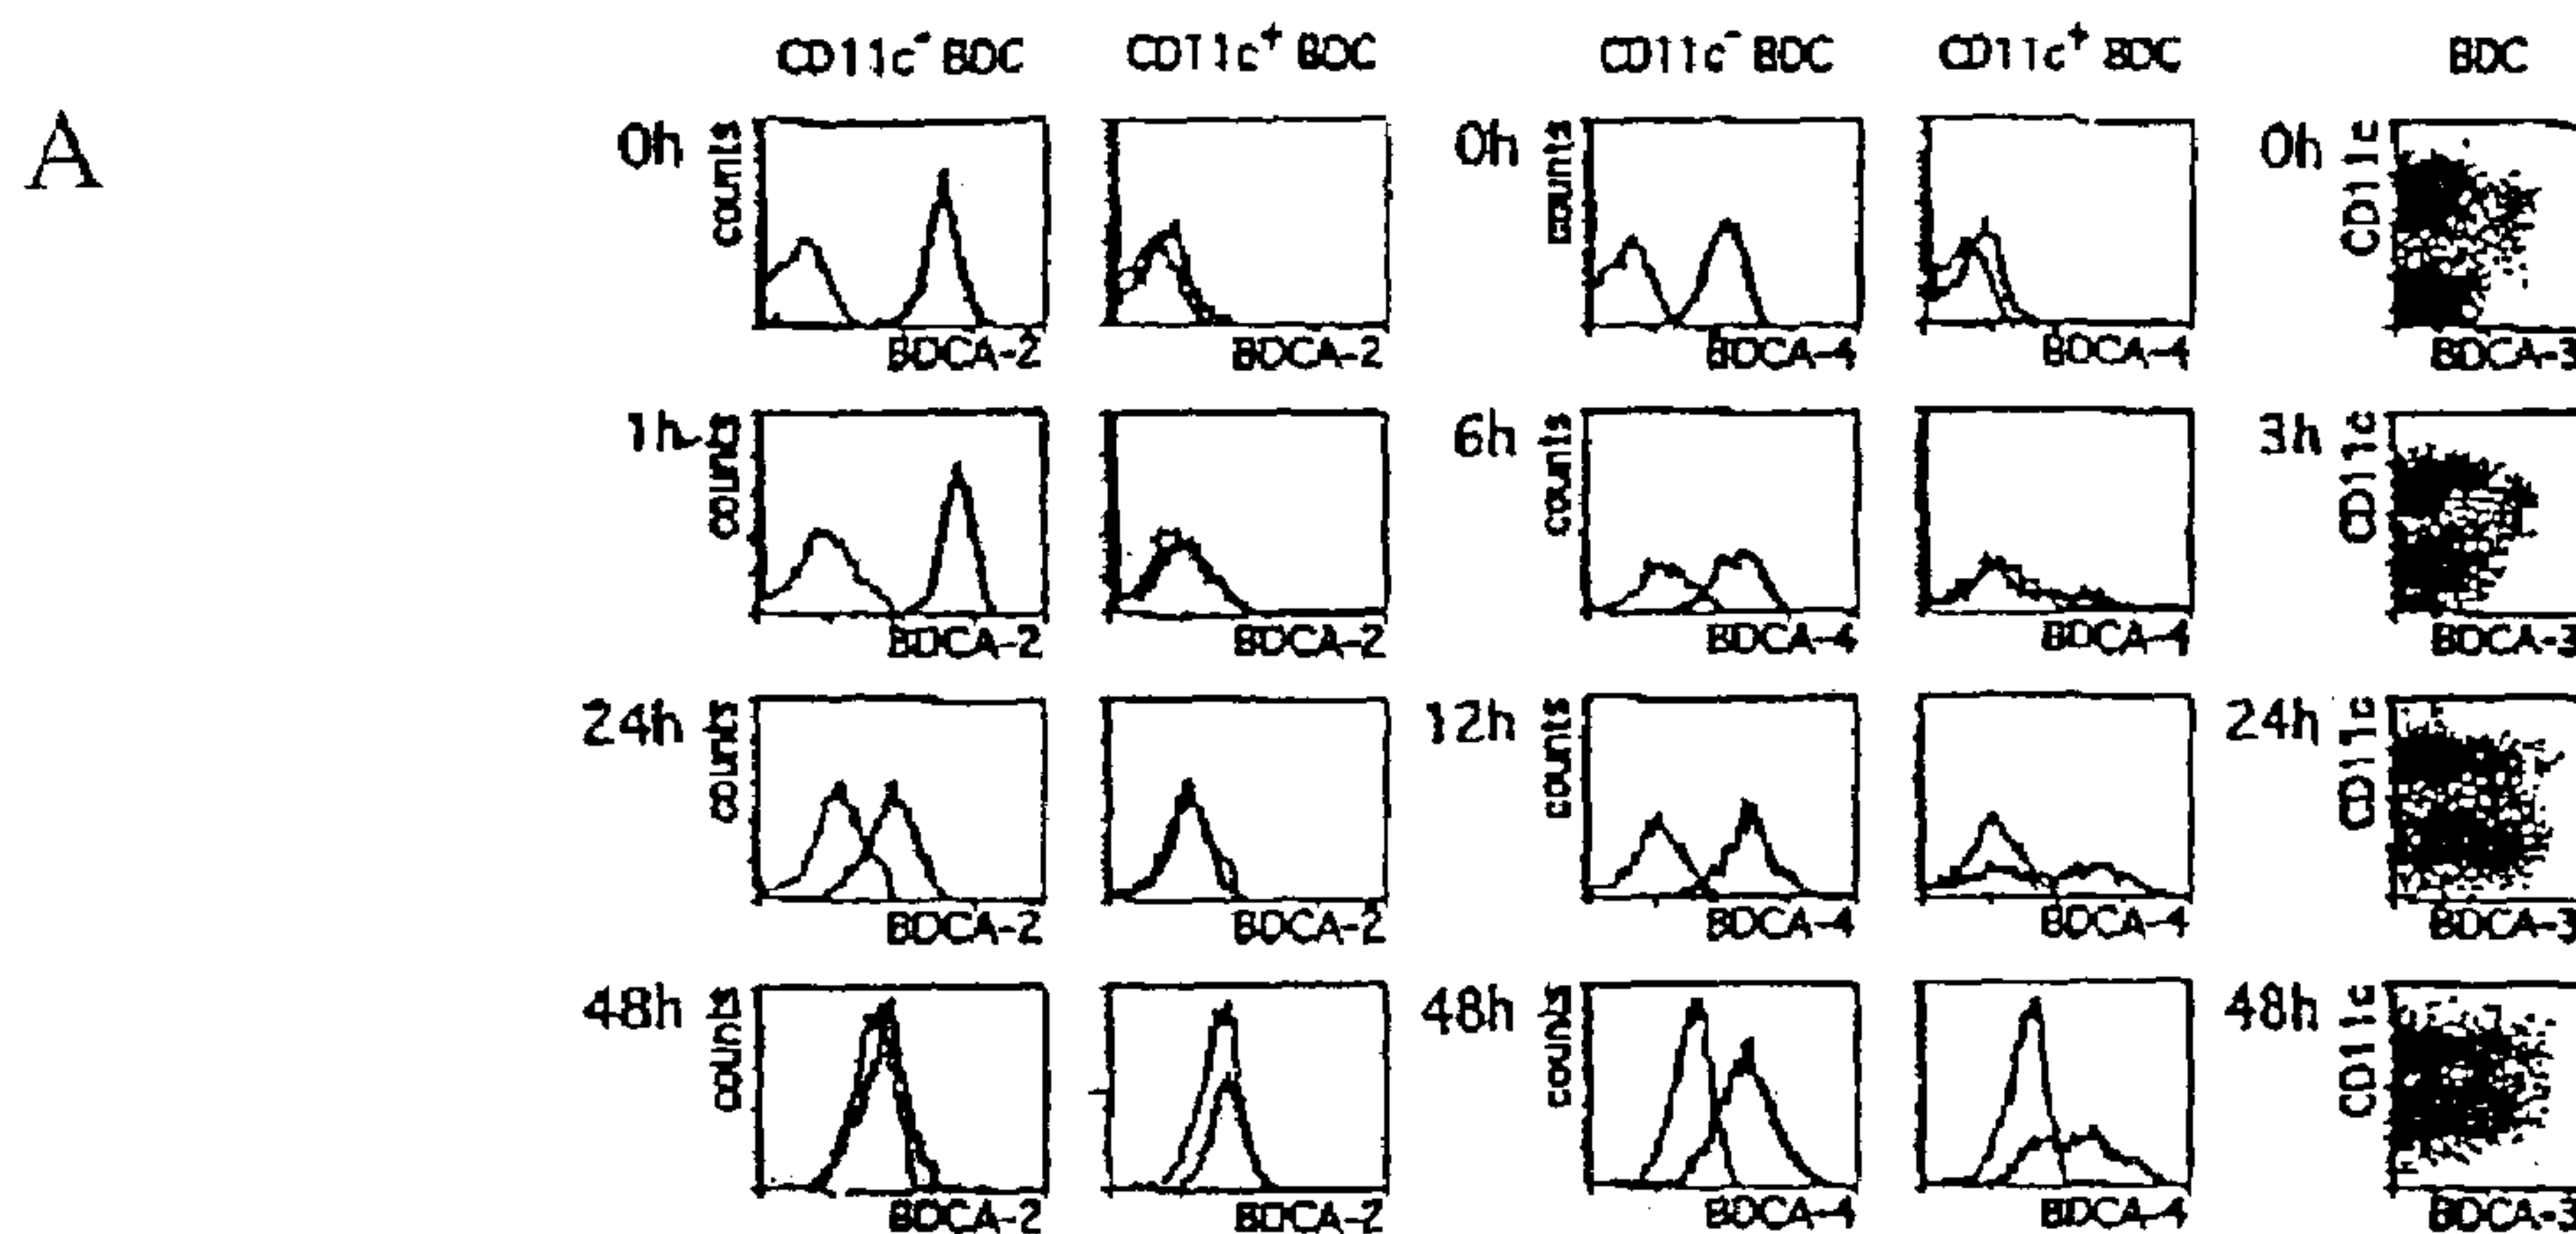 A
CD11c⁻ BDC CD11c⁺ BDC CD11c⁻ BDC CD11c⁺ BDC BDC
0h counts BDCA-2 BDCA-2 0h counts BDCA-4 BDCA-4 0h CD11c BDCA-3
1h counts BDCA-2 BDCA-2 6h counts BDCA-4 BDCA-4 3h CD11c BDCA-3
24h counts BDCA-2 BDCA-2 12h counts BDCA-4 BDCA-4 24h CD11c BDCA-3
48h counts BDCA-2 BDCA-2 48h counts BDCA-4 BDCA-4 48h CD11c BDCA-3